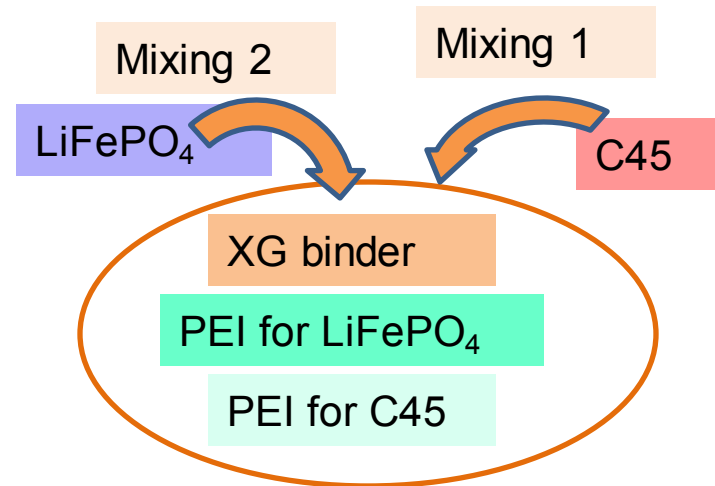 Mixing 2
Mixing 1
LiFePO₄
C45
XG binder
PEI for LiFePO₄
PEI for C45